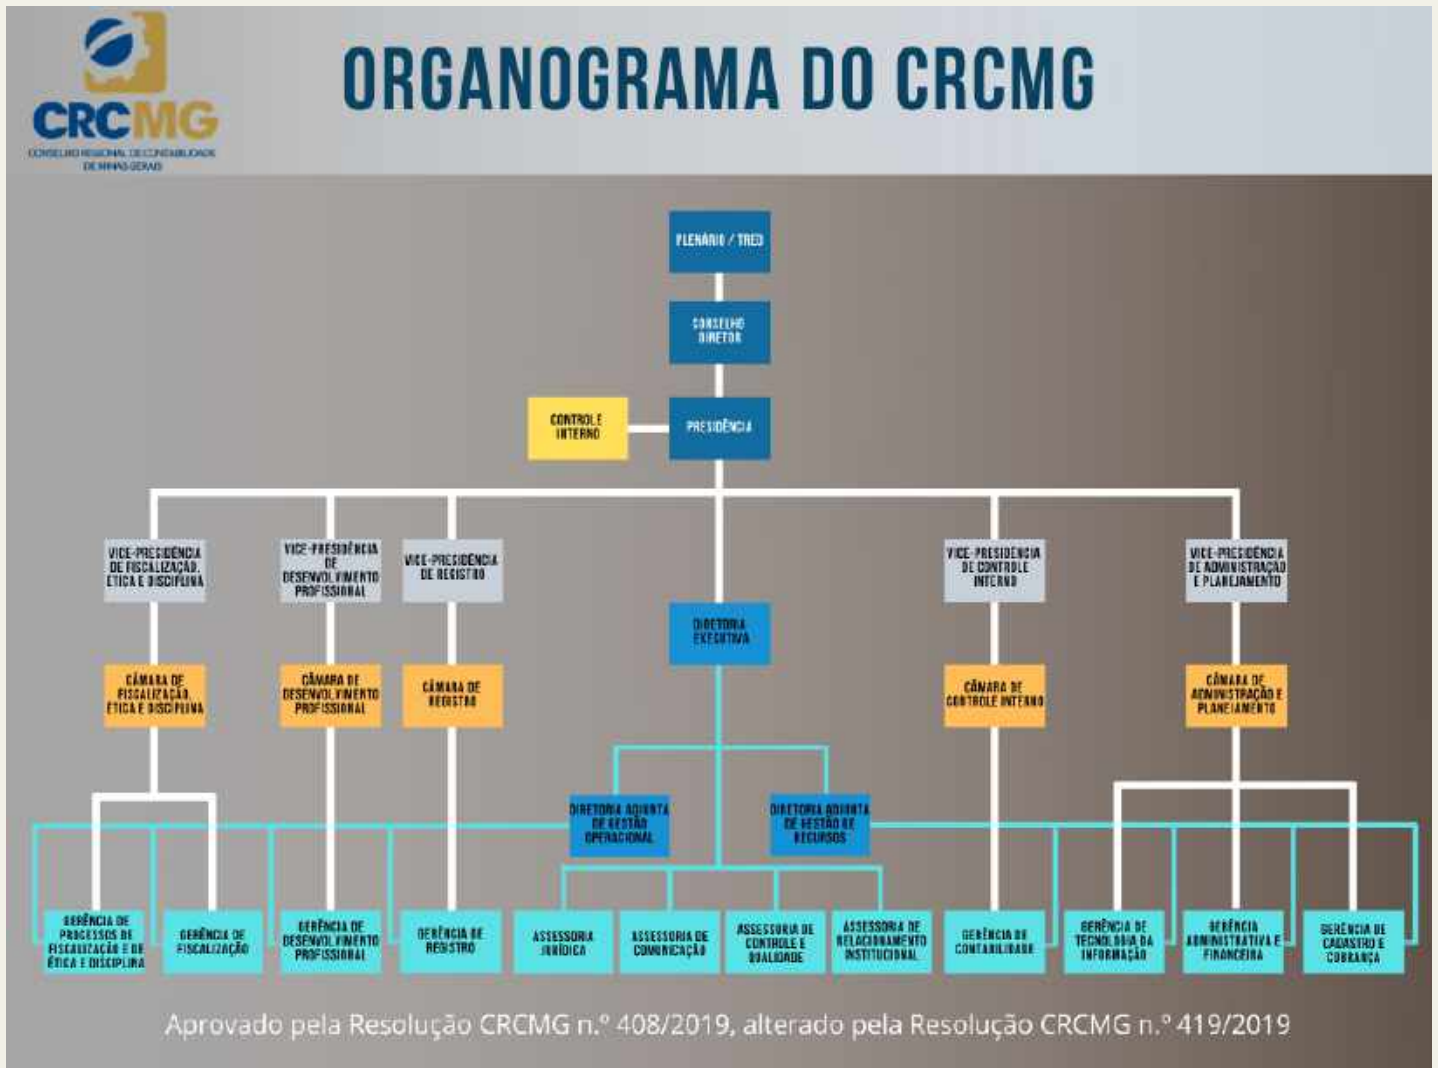 CRCMG
CONSELHO REGIONAL DE CONTABILIDADE
DE MINAS GERAIS
ORGANOGRAMA DO CRCMG
PLENÁRIO / TRED
CONSELHO
DIRETOR
CONTROLE
INTERNO
PRESIDÊNCIA
VICE-PRESIDÊNCIA
DE FISCALIZAÇÃO,
ÉTICA E DISCIPLINA
VICE-PRESIDÊNCIA
DE
DESENVOLVIMENTO
PROFISSIONAL
VICE-PRESIDÊNCIA
DE REGISTRO
VICE-PRESIDÊNCIA
DE CONTROLE
INTERNO
VICE-PRESIDÊNCIA
DE ADMINISTRAÇÃO
E PLANEJAMENTO
DIRETORIA
EXECUTIVA
CÂMARA DE
FISCALIZAÇÃO,
ÉTICA E DISCIPLINA
CÂMARA DE
DESENVOLVIMENTO
PROFISSIONAL
CÂMARA DE
REGISTRO
CÂMARA DE
CONTROLE INTERNO
CÂMARA DE
ADMINISTRAÇÃO E
PLANEJAMENTO
DIRETORIA ADJUNTA
DE GESTÃO
OPERACIONAL
DIRETORIA ADJUNTA
DE GESTÃO DE
RECURSOS
GERÊNCIA DE
PROCESSOS DE
FISCALIZAÇÃO E DE
ÉTICA E DISCIPLINA
GERÊNCIA DE
FISCALIZAÇÃO
GERÊNCIA DE
DESENVOLVIMENTO
PROFISSIONAL
GERÊNCIA DE
REGISTRO
ASSESSORIA
JURÍDICA
ASSESSORIA DE
COMUNICAÇÃO
ASSESSORIA DE
CONTROLE E
QUALIDADE
ASSESSORIA DE
RELACIONAMENTO
INSTITUCIONAL
GERÊNCIA DE
CONTABILIDADE
GERÊNCIA DE
TECNOLOGIA DA
INFORMAÇÃO
GERÊNCIA
ADMINISTRATIVA E
FINANCEIRA
GERÊNCIA DE
CADASTRO E
COBRANÇA
Aprovado pela Resolução CRCMG n.º 408/2019, alterado pela Resolução CRCMG n.º 419/2019